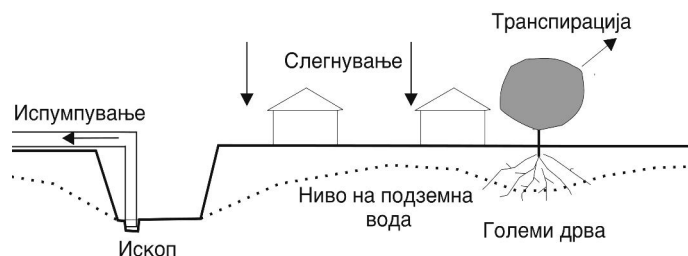 Транспирација
Слегнување
Испумпување
Ниво на подземна
вода
Големи дрва
Ископ